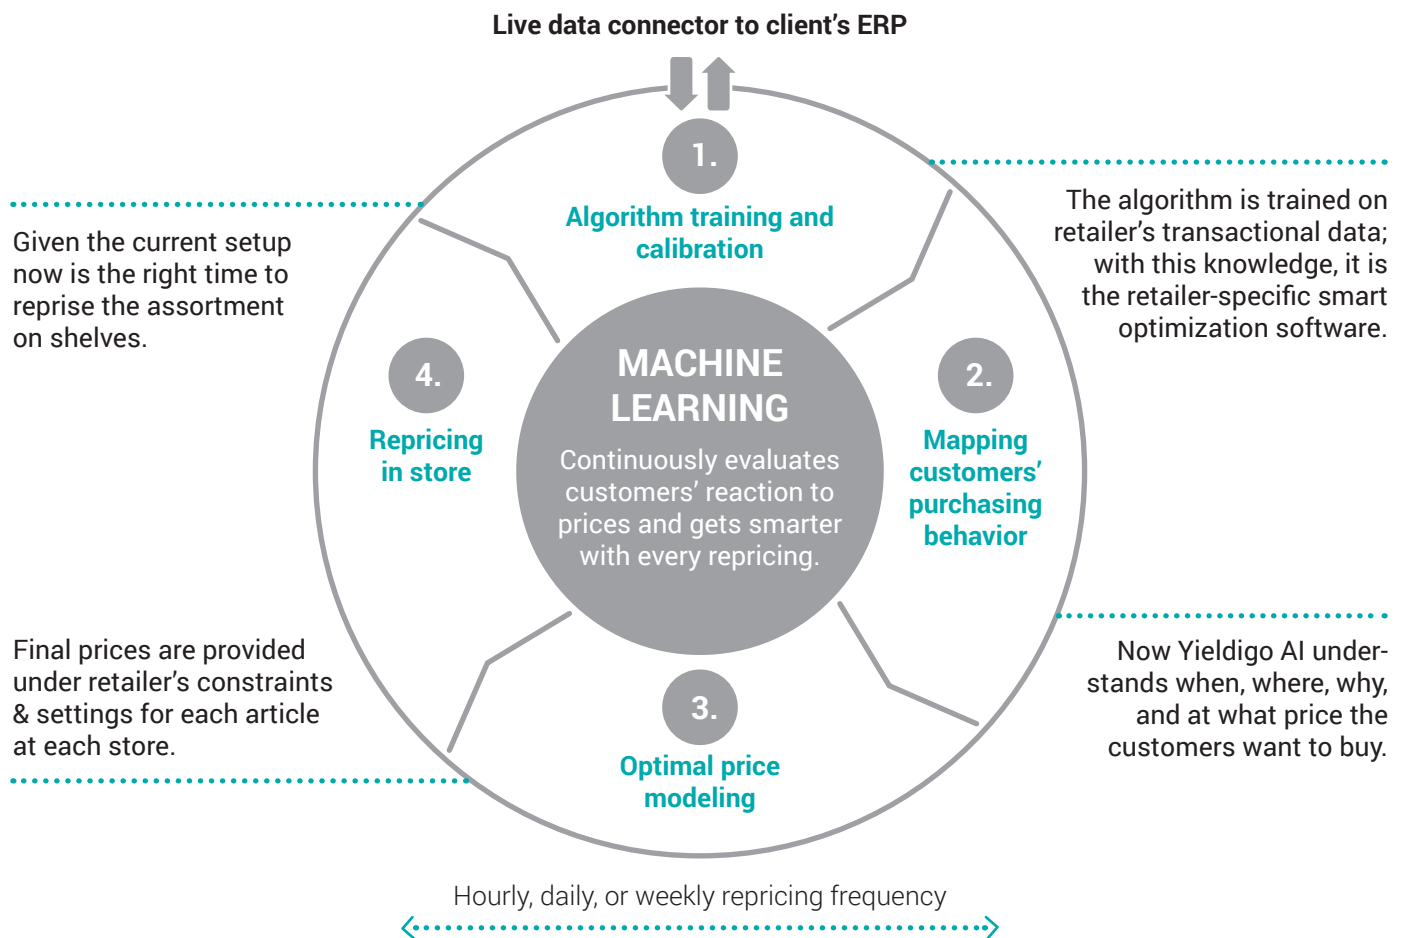 Live data connector to client's ERP
1.
Algorithm training and
calibration
The algorithm is trained on
retailer's transactional data;
with this knowledge, it is
the retailer-specific smart
optimization software.
2.
Mapping
customers'
purchasing
behavior
Now Yieldigo AI under-
stands when, where, why,
and at what price the
customers want to buy.
3.
Optimal price
modeling
Final prices are provided
under retailer's constraints
& settings for each article
at each store.
4.
Repricing
in store
Given the current setup
now is the right time to
reprise the assortment
on shelves.
MACHINE
LEARNING
Continuously evaluates
customers' reaction to
prices and gets smarter
with every repricing.
Hourly, daily, or weekly repricing frequency